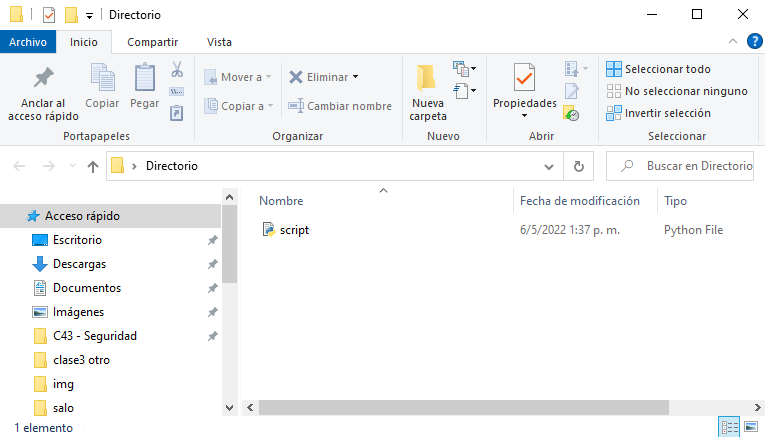 Directorio
Archivo Inicio Compartir Vista
Anclar al acceso rápido
Copiar
Pegar
Mover a
Copiar a
Eliminar
Cambiar nombre
Nueva carpeta
Propiedades
Seleccionar todo
No seleccionar ninguno
Invertir selección
Portapapeles Organizar Nuevo Abrir Seleccionar
Directorio
Buscar en Directorio
Nombre Fecha de modificación Tipo
script 6/5/2022 1:37 p. m. Python File
Acceso rápido
Escritorio
Descargas
Documentos
Imágenes
C43 - Seguridad
clase3 otro
img
salo
1 elemento